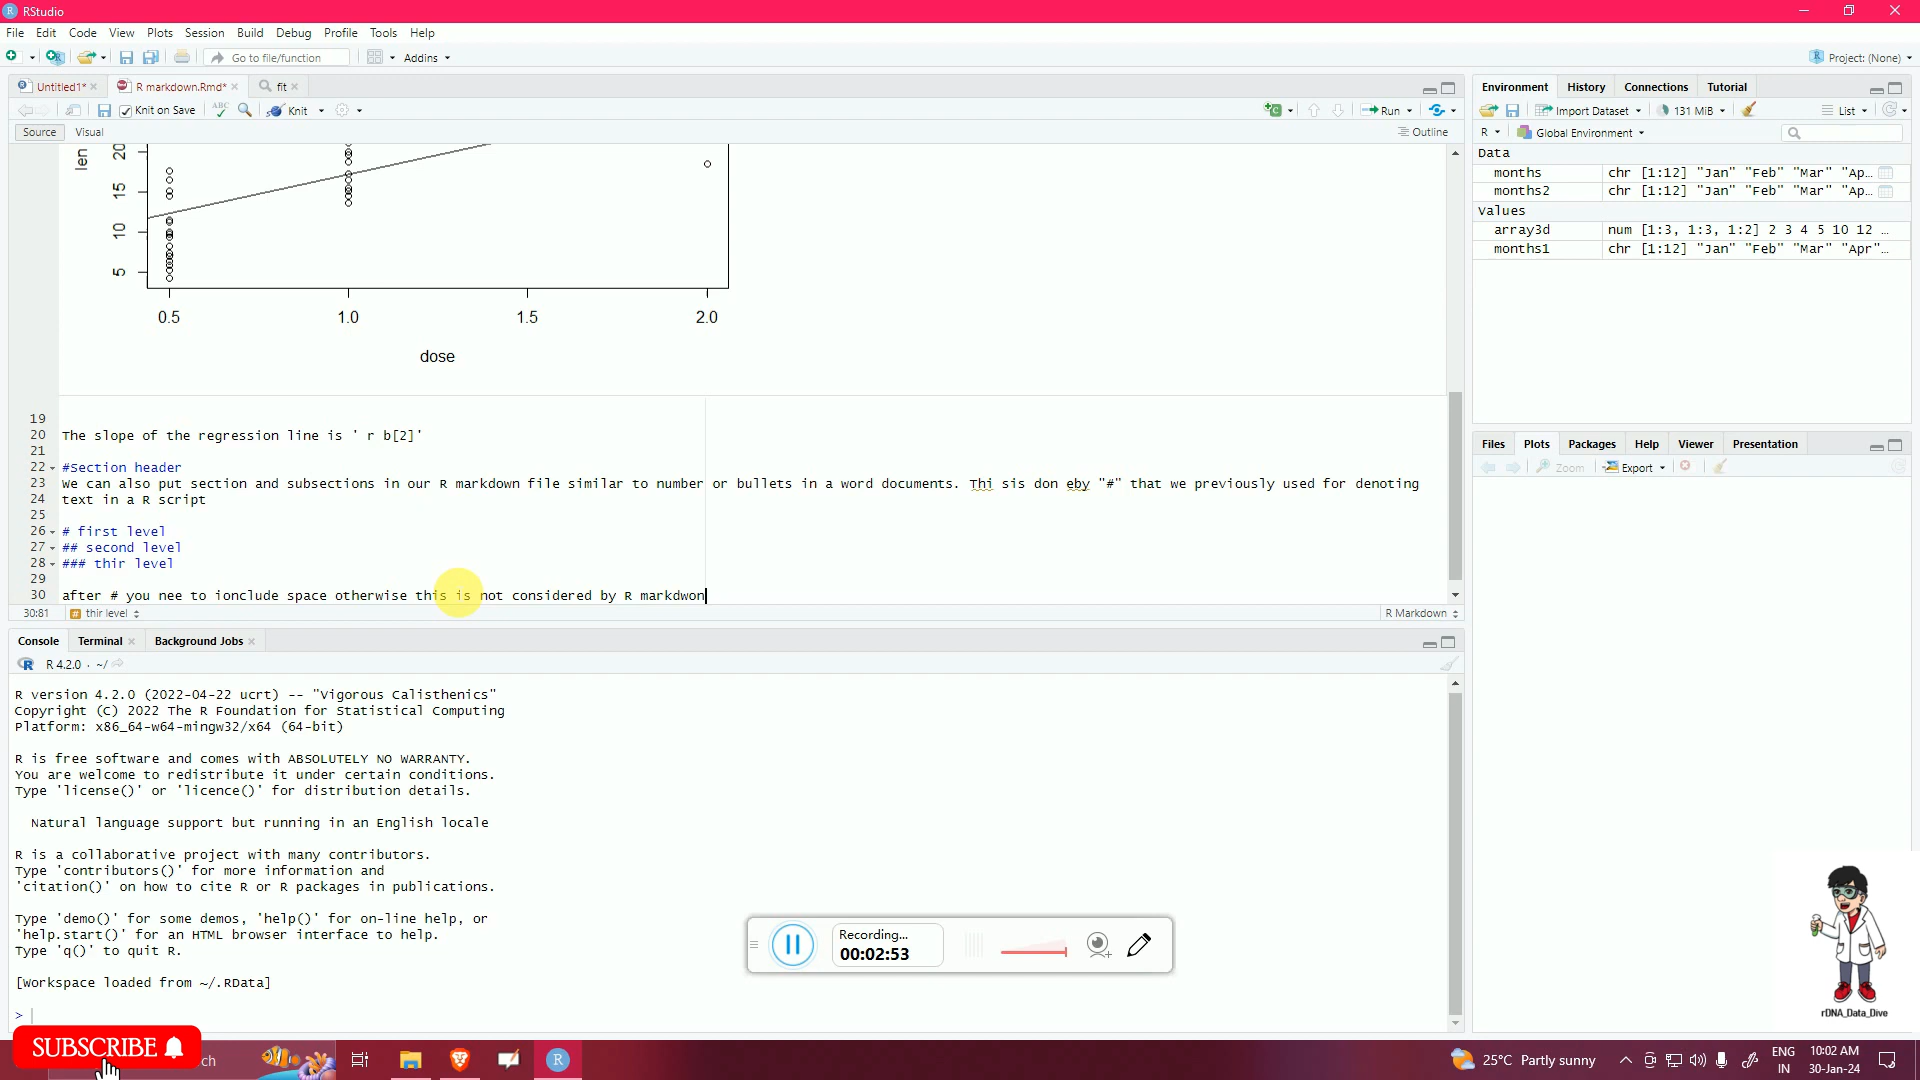 RStudio
File Edit Code View Plots Session Build Debug Profile Tools Help
Go to file/function Addins Project: (None)
Untitled1* R markdown.Rmd* fit
Knit on Save ABC Knit Run
Source Visual Outline
len
20
15
10
5
0.5 1.0 1.5 2.0
dose
19
20 The slope of the regression line is ' r b[2]'
21
22 #Section header
23 we can also put section and subsections in our R markdown file similar to number or bullets in a word documents. Thi sis don eby "#" that we previously used for denoting
24 text in a R script
25
26 # first level
27 ## second level
28 ### thir level
29
30 after # you nee to ionclude space otherwise this is not considered by R markdwon
30:81 # thir level R Markdown
Console Terminal Background Jobs
R 4.2.0 · ~/
R version 4.2.0 (2022-04-22 ucrt) -- "Vigorous Calisthenics"
Copyright (C) 2022 The R Foundation for Statistical Computing
Platform: x86_64-w64-mingw32/x64 (64-bit)
R is free software and comes with ABSOLUTELY NO WARRANTY.
You are welcome to redistribute it under certain conditions.
Type 'license()' or 'licence()' for distribution details.
Natural language support but running in an English locale
R is a collaborative project with many contributors.
Type 'contributors()' for more information and
'citation()' on how to cite R or R packages in publications.
Type 'demo()' for some demos, 'help()' for on-line help, or
'help.start()' for an HTML browser interface to help.
Type 'q()' to quit R.
[Workspace loaded from ~/.RData]
>
Environment History Connections Tutorial
Import Dataset 131 MiB List
R Global Environment
Data
months chr [1:12] "Jan" "Feb" "Mar" "Ap…
months2 chr [1:12] "Jan" "Feb" "Mar" "Ap…
Values
array3d num [1:3, 1:3, 1:2] 2 3 4 5 10 12 …
months1 chr [1:12] "Jan" "Feb" "Mar" "Apr"…
Files Plots Packages Help Viewer Presentation
Zoom Export
Recording...
00:02:53
rDNA_Data_Dive
SUBSCRIBE
ch
25°C Partly sunny
ENG
IN
10:02 AM
30-Jan-24